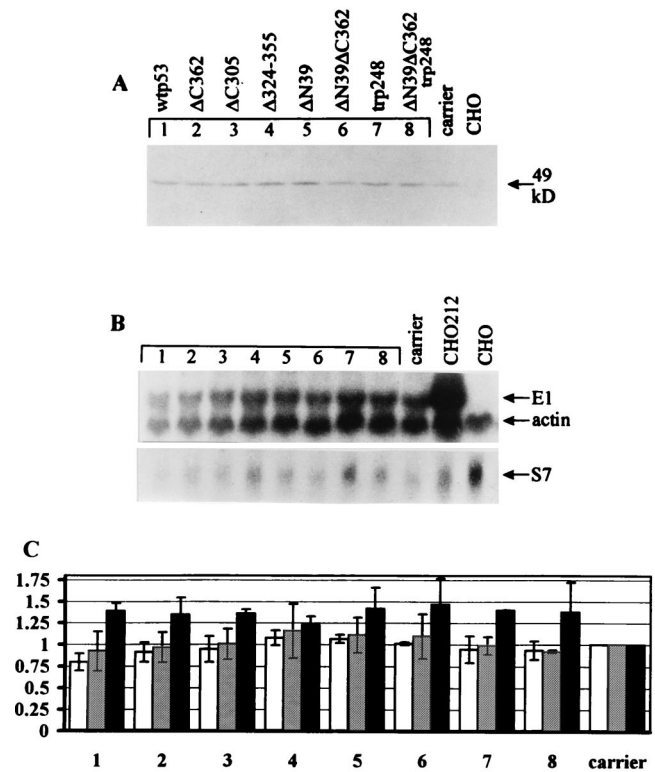 A
wtp53
ΔC362
ΔC305
Δ324-355
ΔN39
ΔN39ΔC362
trp248
ΔN39ΔC362
trp248
carrier
CHO
1 2 3 4 5 6 7 8
49
kD
B
carrier
CHO212
CHO
1 2 3 4 5 6 7 8
E1
actin
S7
C
1.75
1.5
1.25
1
0.75
0.5
0.25
0
1 2 3 4 5 6 7 8 carrier